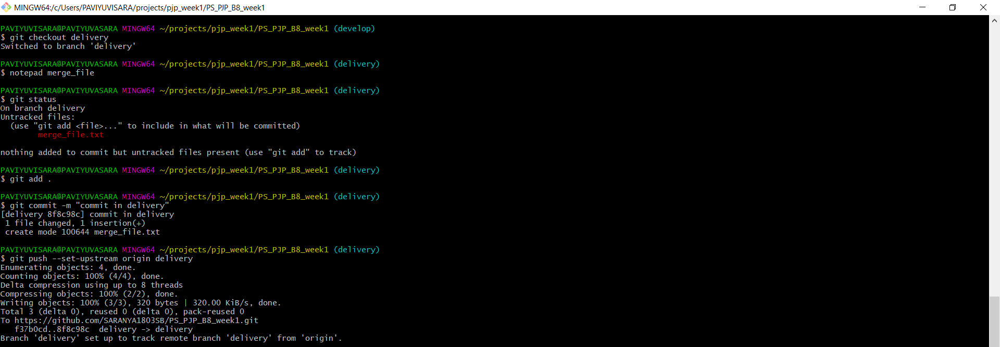 MINGW64:/c/Users/PAVIYUVISARA/projects/pjp_week1/PS_PJP_B8_week1
PAVIYUVISARA@PAVIYUVASARA MINGW64 ~/projects/pjp_week1/PS_PJP_B8_week1 (develop)
$ git checkout delivery
Switched to branch 'delivery'
PAVIYUVISARA@PAVIYUVASARA MINGW64 ~/projects/pjp_week1/PS_PJP_B8_week1 (delivery)
$ notepad merge_file
PAVIYUVISARA@PAVIYUVASARA MINGW64 ~/projects/pjp_week1/PS_PJP_B8_week1 (delivery)
$ git status
On branch delivery
Untracked files:
  (use "git add <file>..." to include in what will be committed)
        merge_file.txt
nothing added to commit but untracked files present (use "git add" to track)
PAVIYUVISARA@PAVIYUVASARA MINGW64 ~/projects/pjp_week1/PS_PJP_B8_week1 (delivery)
$ git add .
PAVIYUVISARA@PAVIYUVASARA MINGW64 ~/projects/pjp_week1/PS_PJP_B8_week1 (delivery)
$ git commit -m "commit in delivery"
[delivery 8f8c98c] commit in delivery
 1 file changed, 1 insertion(+)
 create mode 100644 merge_file.txt
PAVIYUVISARA@PAVIYUVASARA MINGW64 ~/projects/pjp_week1/PS_PJP_B8_week1 (delivery)
$ git push --set-upstream origin delivery
Enumerating objects: 4, done.
Counting objects: 100% (4/4), done.
Delta compression using up to 8 threads
Compressing objects: 100% (2/2), done.
Writing objects: 100% (3/3), 320 bytes | 320.00 KiB/s, done.
Total 3 (delta 0), reused 0 (delta 0), pack-reused 0
To https://github.com/SARANYA1803SB/PS_PJP_B8_week1.git
   f37b0cd..8f8c98c  delivery -> delivery
Branch 'delivery' set up to track remote branch 'delivery' from 'origin'.